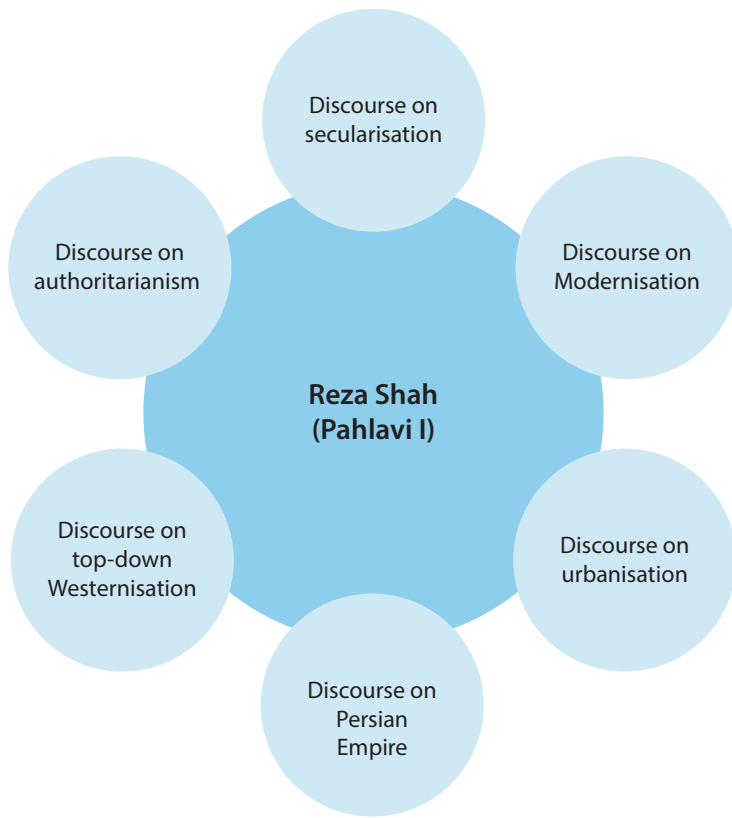 Discourse on
secularisation
Discourse on
authoritarianism
Discourse on
Modernisation
Reza Shah
(Pahlavi I)
Discourse on
top-down
Westernisation
Discourse on
urbanisation
Discourse on
Persian
Empire